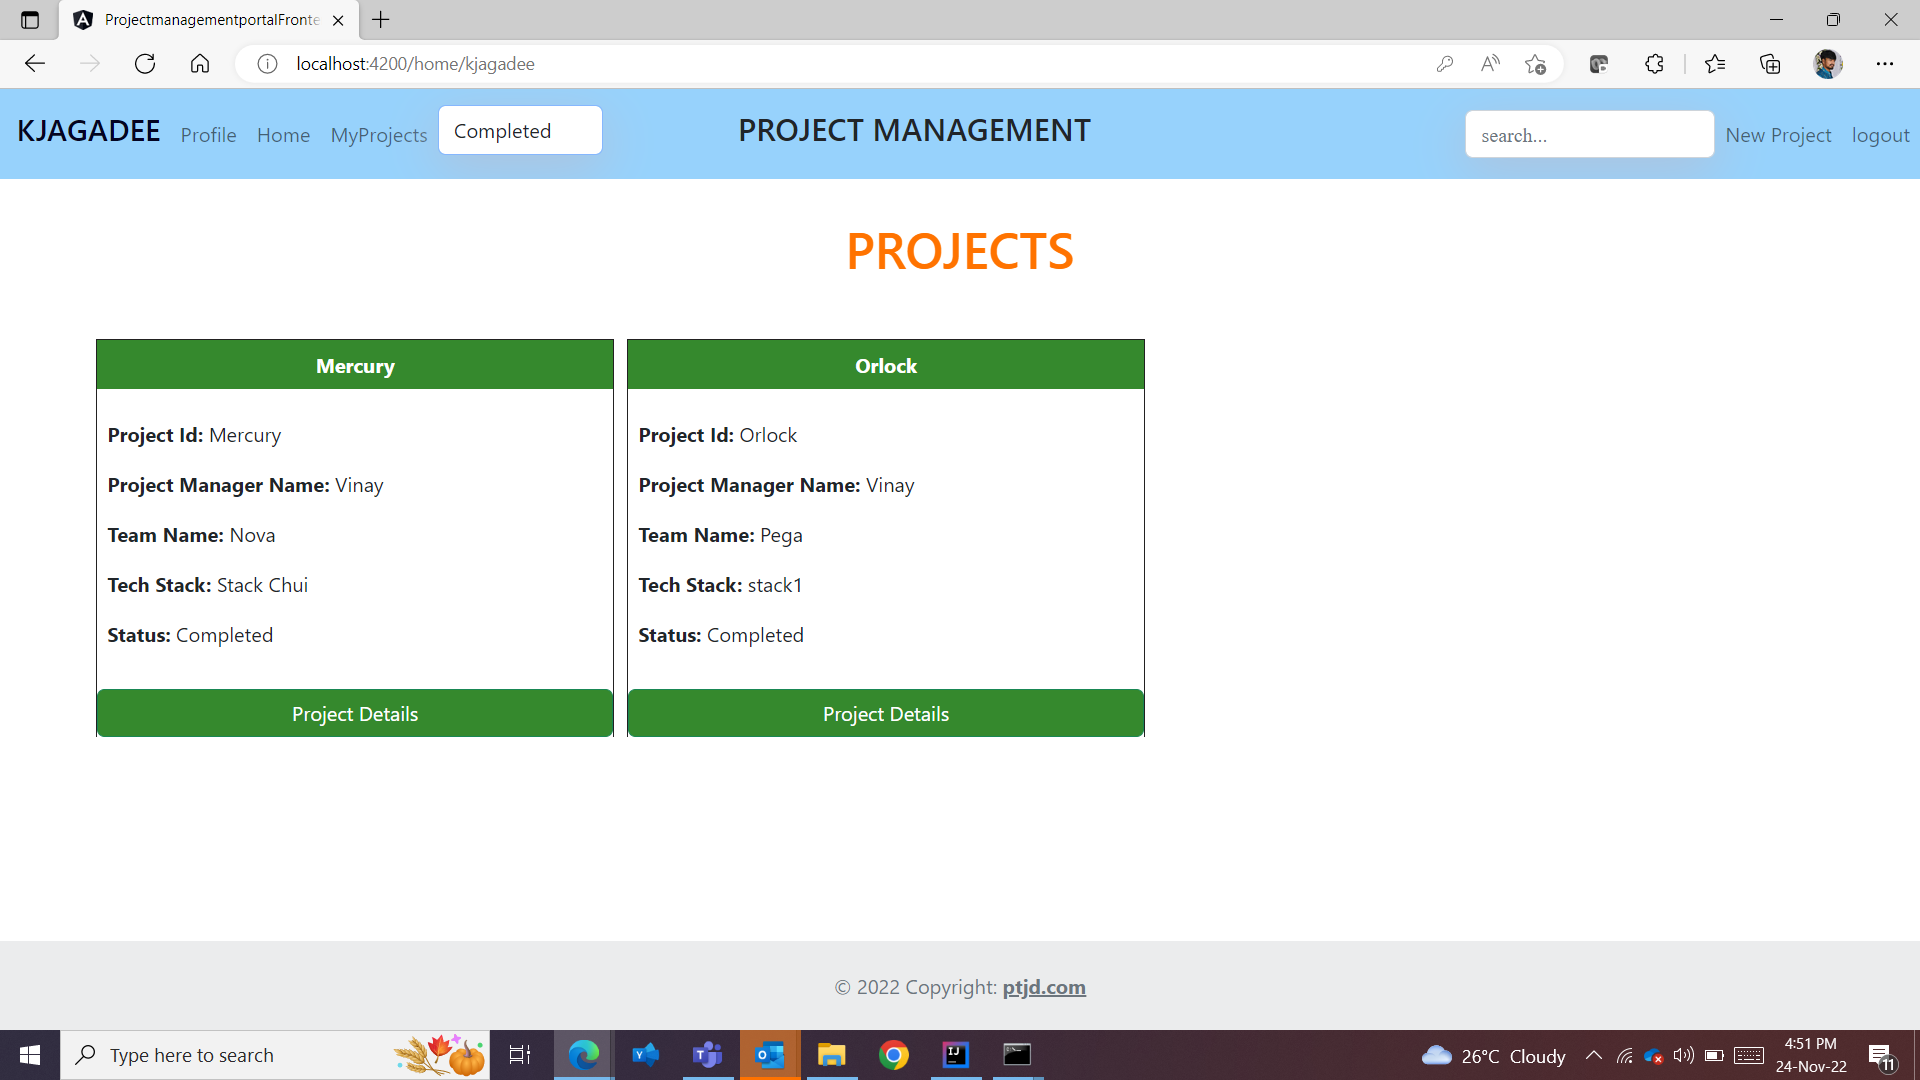 ProjectmanagementportalFronte
localhost:4200/home/kjagadee
KJAGADEE Profile Home MyProjects Completed PROJECT MANAGEMENT search... New Project logout
PROJECTS
Mercury
Project Id: Mercury
Project Manager Name: Vinay
Team Name: Nova
Tech Stack: Stack Chui
Status: Completed
Project Details
Orlock
Project Id: Orlock
Project Manager Name: Vinay
Team Name: Pega
Tech Stack: stack1
Status: Completed
Project Details
© 2022 Copyright: ptjd.com
Type here to search
26°C Cloudy
4:51 PM
24-Nov-22
11